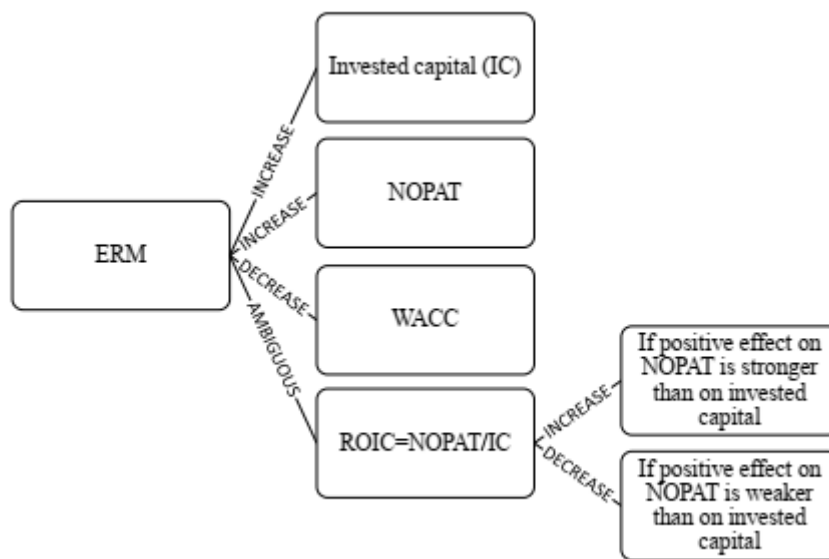 Invested capital (IC)
INCREASE
NOPAT
INCREASE
ERM
DECREASE
WACC
AMBIGUOUS
ROIC=NOPAT/IC
INCREASE
If positive effect on
NOPAT is stronger
than on invested
capital
DECREASE
If positive effect on
NOPAT is weaker
than on invested
capital